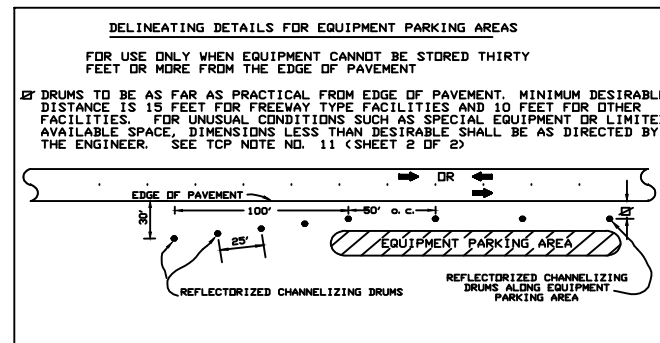 DELINEATING DETAILS FOR EQUIPMENT PARKING AREAS
FOR USE ONLY WHEN EQUIPMENT CANNOT BE STORED THIRTY
FEET OR MORE FROM THE EDGE OF PAVEMENT
DRUMS TO BE AS FAR AS PRACTICAL FROM EDGE OF PAVEMENT. MINIMUM DESIRABLE
DISTANCE IS 15 FEET FOR FREEWAY TYPE FACILITIES AND 10 FEET FOR OTHER
FACILITIES. FOR UNUSUAL CONDITIONS SUCH AS SPECIAL EQUIPMENT OR LIMITED
AVAILABLE SPACE, DIMENSIONS LESS THAN DESIRABLE SHALL BE AS DIRECTED BY
THE ENGINEER. SEE TCP NOTE NO. 11 (SHEET 2 OF 2)
OR
EDGE OF PAVEMENT
30'
100'
50' o. c.
25'
EQUIPMENT PARKING AREA
REFLECTORIZED CHANNELIZING DRUMS
REFLECTORIZED CHANNELIZING
DRUMS ALONG EQUIPMENT
PARKING AREA